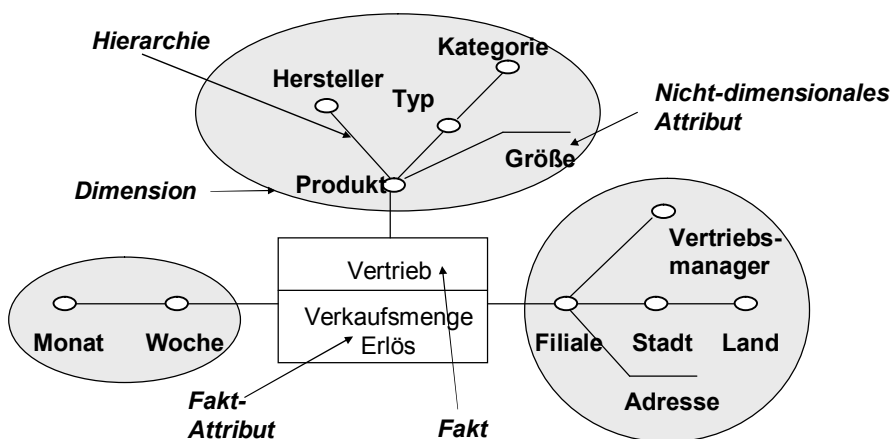 Hierarchie
Kategorie
Hersteller
Typ
Nicht-dimensionales
Attribut
Größe
Dimension
Produkt
Vertriebs-
manager
Vertrieb
Verkaufsmenge
Erlös
Monat
Woche
Filiale
Stadt
Land
Adresse
Fakt-
Attribut
Fakt